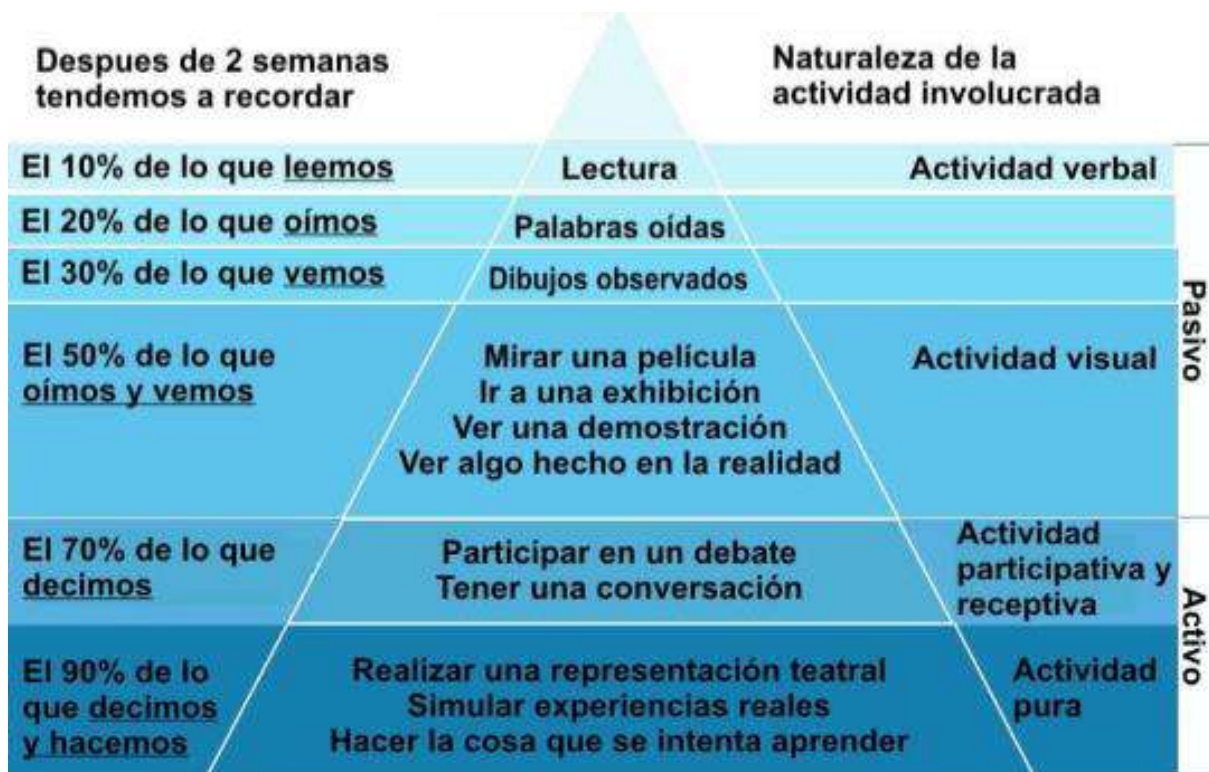 Despues de 2 semanas
tendemos a recordar
Naturaleza de la
actividad involucrada
El 10% de lo que leemos
Lectura
Actividad verbal
El 20% de lo que oímos
Palabras oídas
El 30% de lo que vemos
Dibujos observados
El 50% de lo que
oímos y vemos
Mirar una película
Ir a una exhibición
Ver una demostración
Ver algo hecho en la realidad
Actividad visual
Pasivo
El 70% de lo que
decimos
Participar en un debate
Tener una conversación
Actividad
participativa y
receptiva
El 90% de lo
que decimos
y hacemos
Realizar una representación teatral
Simular experiencias reales
Hacer la cosa que se intenta aprender
Actividad
pura
Activo